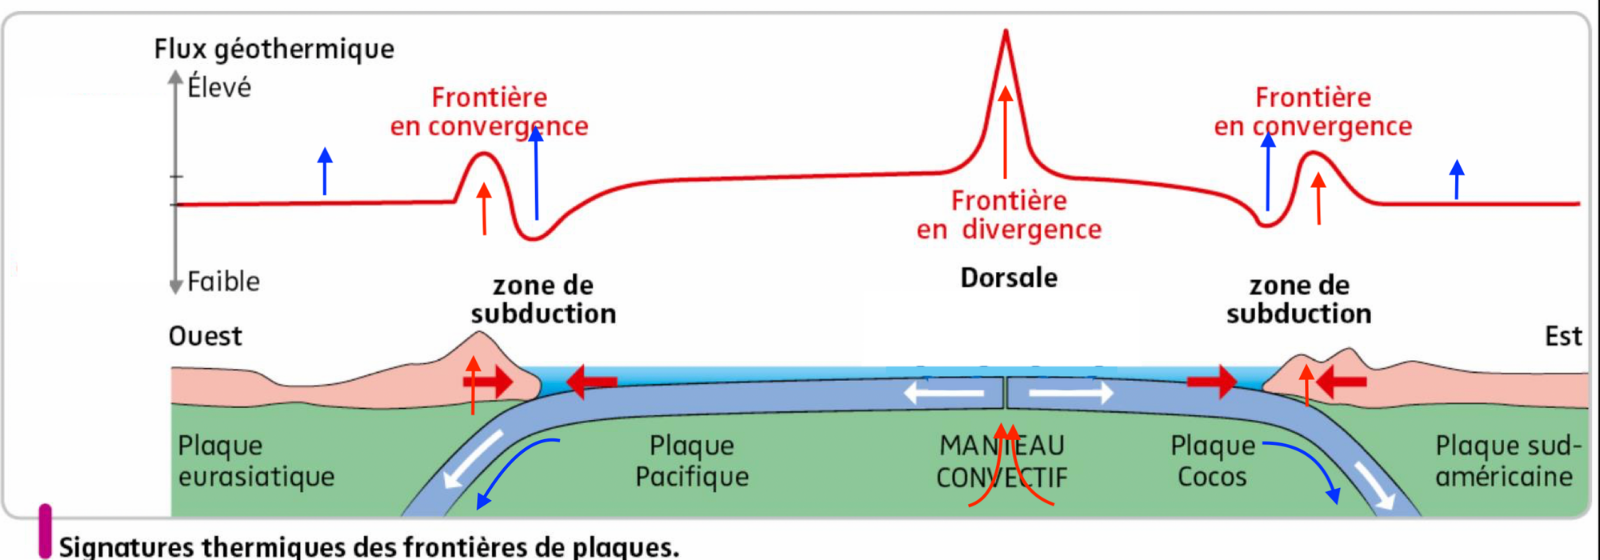 Flux géothermique
Élevé
Frontière
en convergence
Frontière
en convergence
Frontière
en divergence
Faible
zone de
subduction
Dorsale
zone de
subduction
Ouest
Est
Plaque
eurasiatique
Plaque
Pacifique
MANTEAU
CONVECTIF
Plaque
Cocos
Plaque sud-
américaine
Signatures thermiques des frontières de plaques.